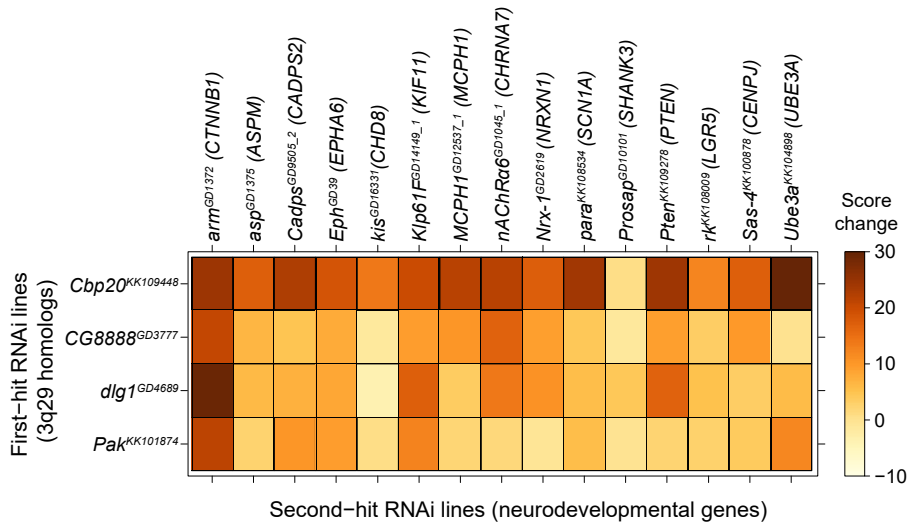 arm^GD1372 (CTNNB1)
asp^GD1375 (ASPM)
Cadps^GD9505_2 (CADPS2)
Eph^GD39 (EPHA6)
kis^GD16331(CHD8)
Klp61F^GD14149_1 (KIF11)
MCPH1^GD12537_1 (MCPH1)
nAChRα6^GD1045_1 (CHRNA7)
Nrx-1^GD2619 (NRXN1)
para^KK108534 (SCN1A)
Prosap^GD10101 (SHANK3)
Pten^KK109278 (PTEN)
rk^KK108009 (LGR5)
Sas-4^KK100878 (CENPJ)
Ube3a^KK104898 (UBE3A)
Score
change
First−hit RNAi lines
(3q29 homologs)
Cbp20^KK109448
CG8888^GD3777
dlg1^GD4689
Pak^KK101874
30
20
10
0
−10
Second−hit RNAi lines (neurodevelopmental genes)